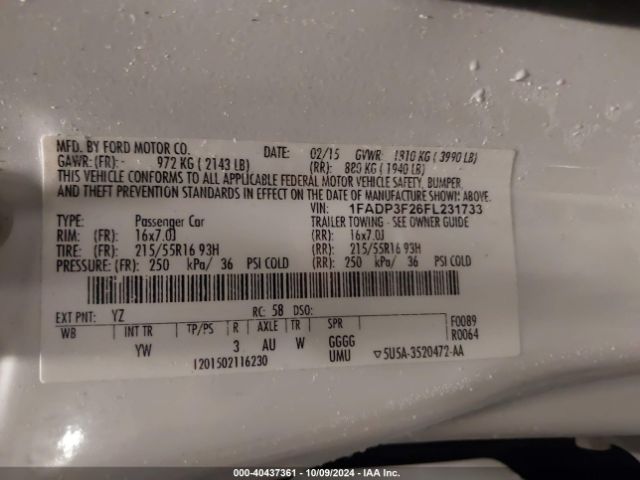 MFD. BY FORD MOTOR CO. DATE: 02/15 GVWR: 1810 KG ( 3990 LB)
GAWR: (FR): - 972 KG ( 2143 LB) (RR): 880 KG ( 1940 LB)
THIS VEHICLE CONFORMS TO ALL APPLICABLE FEDERAL MOTOR VEHICLE SAFETY, BUMPER,
AND THEFT PREVENTION STANDARDS IN EFFECT ON THE DATE OF MANUFACTURE SHOWN ABOVE.
VIN: 1FADP3F26FL231733
TYPE: Passenger Car TRAILER TOWING - SEE OWNER GUIDE
RIM: (FR): 16x7.0J (RR): 16x7.0J
TIRE: (FR): 215/55R16 93H (RR): 215/55R16 93H
PRESSURE: (FR): 250 kPa/ 36 PSI COLD (RR): 250 kPa/ 36 PSI COLD
EXT PNT: YZ RC: 58 DSO: F0089
WB INT TR TP/PS R AXLE TR SPR R0064
YW 3 AU W GGGG
UMU
1201502116230 ▽5U5A-3520472-AA
000-40437361 - 10/09/2024 - IAA Inc.